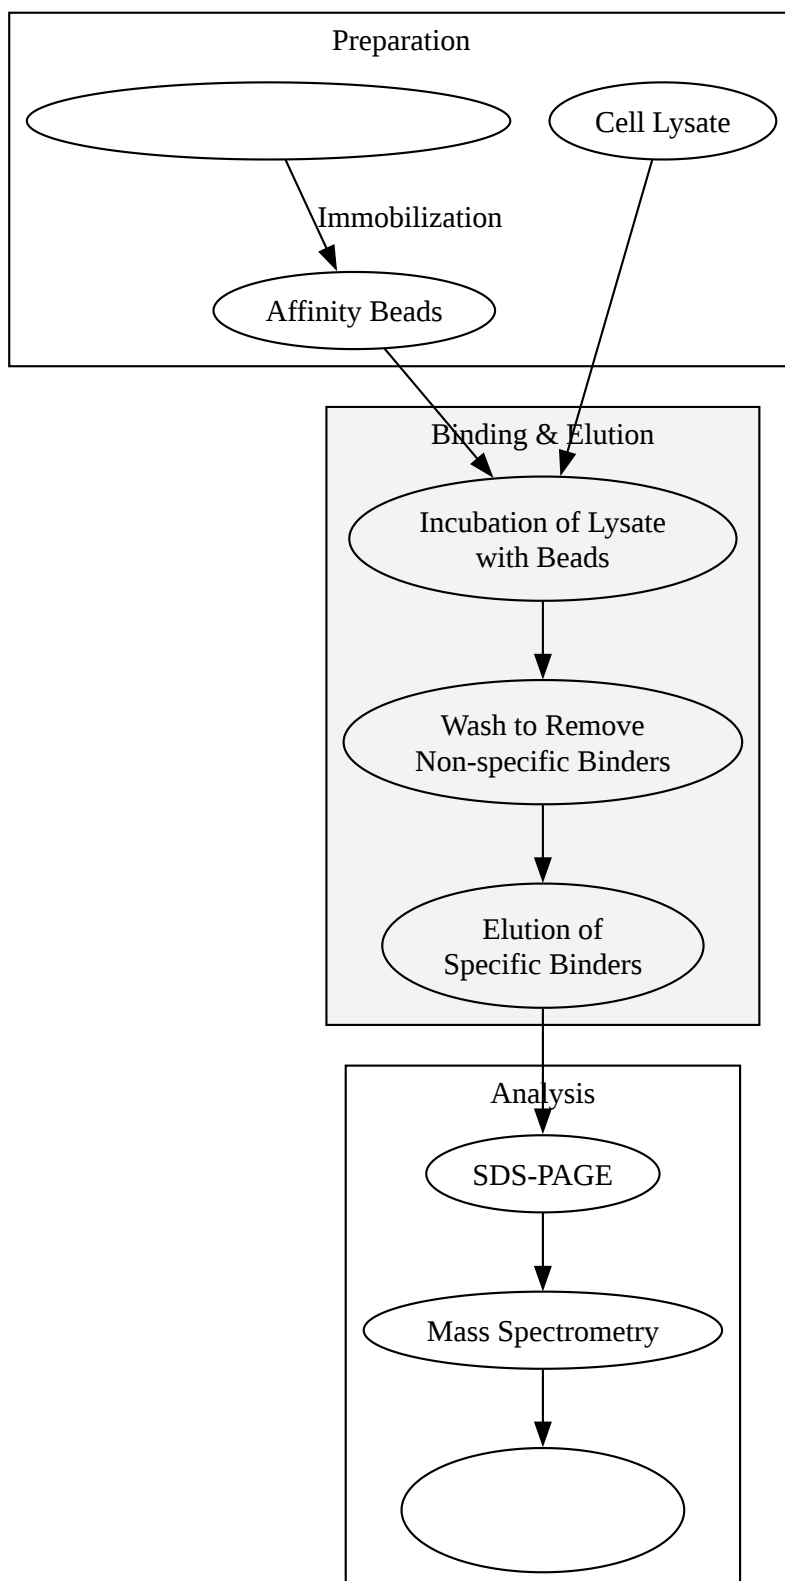 Preparation
Cell Lysate
Immobilization
Affinity Beads
Binding & Elution
Incubation of Lysate
with Beads
Wash to Remove
Non-specific Binders
Elution of
Specific Binders
Analysis
SDS-PAGE
Mass Spectrometry